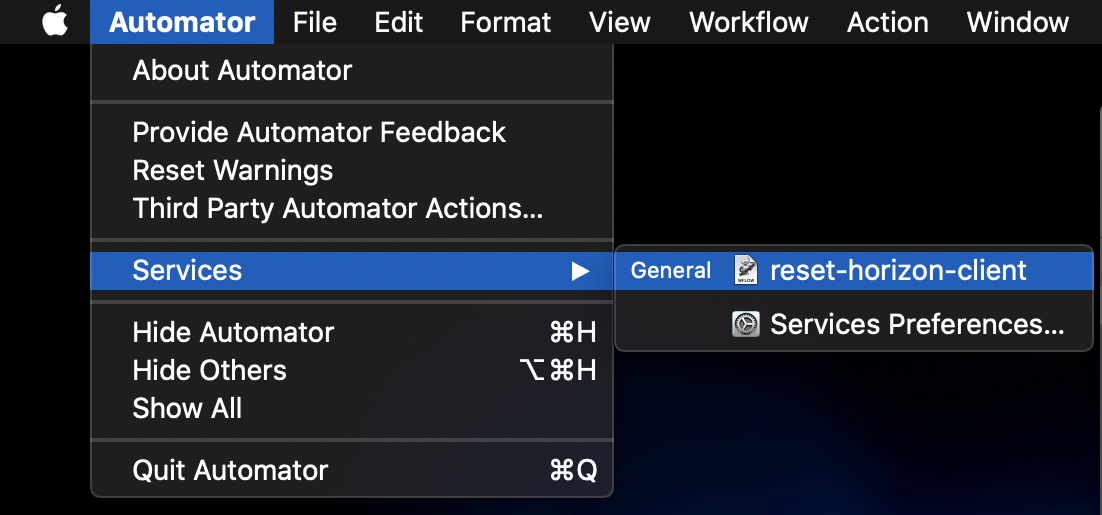 Automator File Edit Format View Workflow Action Window
About Automator
Provide Automator Feedback
Reset Warnings
Third Party Automator Actions...
Services ▶ General WFLOW reset-horizon-client
Services Preferences...
Hide Automator ⌘H
Hide Others ⌥⌘H
Show All
Quit Automator ⌘Q